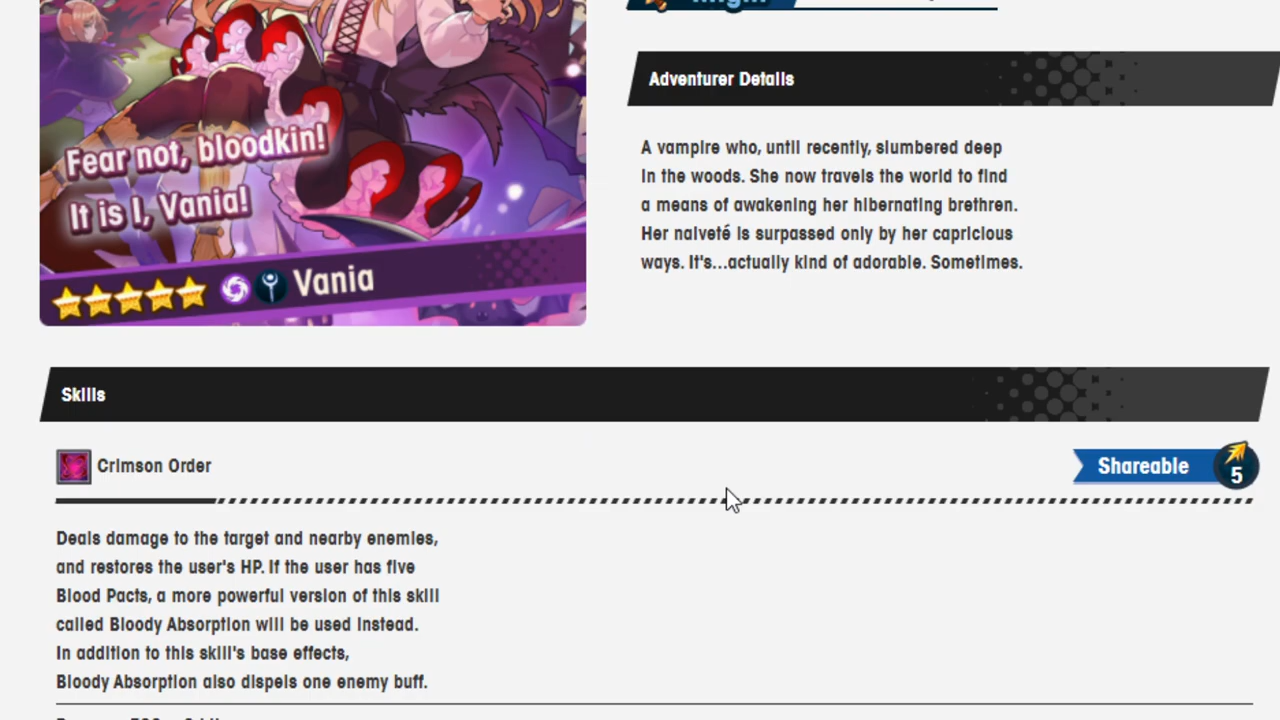 Fear not, bloodkin!
It is I, Vania!
Vania
Adventurer Details
A vampire who, until recently, slumbered deep
in the woods. She now travels the world to find
a means of awakening her hibernating brethren.
Her naiveté is surpassed only by her capricious
ways. It's...actually kind of adorable. Sometimes.
Skills
Crimson Order
Shareable
5
Deals damage to the target and nearby enemies,
and restores the user's HP. If the user has five
Blood Pacts, a more powerful version of this skill
called Bloody Absorption will be used instead.
In addition to this skill's base effects,
Bloody Absorption also dispels one enemy buff.